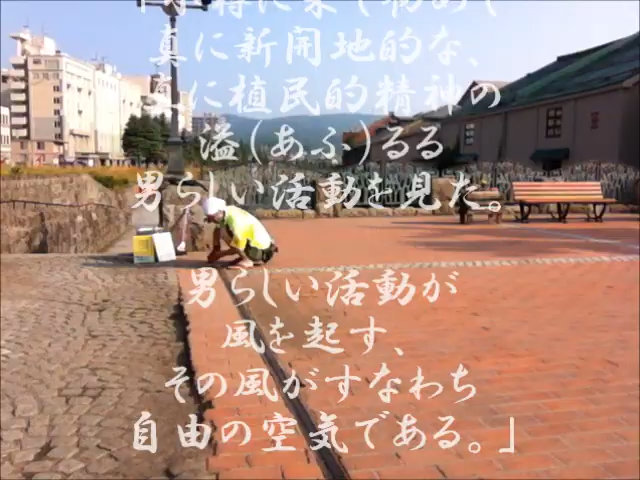 「小樽に来て初めて
真に新開地的な、
真に植民的精神の
溢(あふ)るる
男らしい活動を見た。
男らしい活動が
風を起す、
その風がすなわち
自由の空気である。」